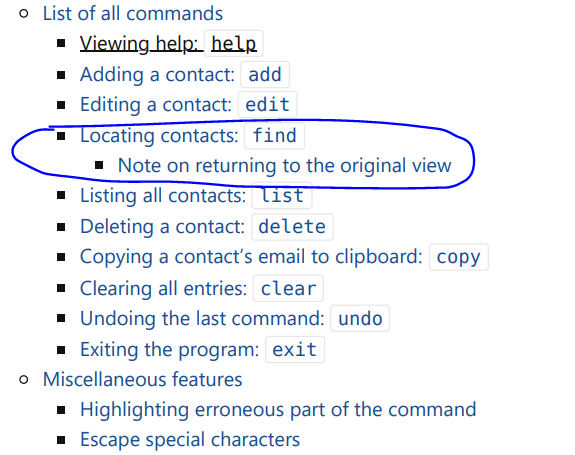 List of all commands
Viewing help: help
Adding a contact: add
Editing a contact: edit
Locating contacts: find
Note on returning to the original view
Listing all contacts: list
Deleting a contact: delete
Copying a contact’s email to clipboard: copy
Clearing all entries: clear
Undoing the last command: undo
Exiting the program: exit
Miscellaneous features
Highlighting erroneous part of the command
Escape special characters